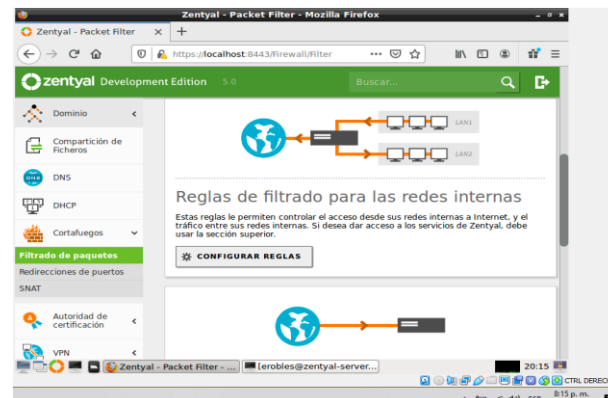 Zentyal - Packet Filter - Mozilla Firefox
Zentyal - Packet Filter
https://localhost:8443/Firewall/Filter
zentyal Development Edition 5.0
Buscar...
Dominio
Compartición de
Ficheros
DNS
DHCP
Cortafuegos
Filtrado de paquetes
Redirecciones de puertos
SNAT
Autoridad de
certificación
VPN
LAN1
LAN2
Reglas de filtrado para las redes internas
Estas reglas le permiten controlar el acceso desde sus redes internas a Internet, y el
tráfico entre sus redes internas. Si desea dar acceso a los servicios de Zentyal, debe
usar la sección superior.
CONFIGURAR REGLAS
Zentyal - Packet Filter - ...
[erobles@zentyal-server...
20:15
CTRL DERECH
8:15 p. m.